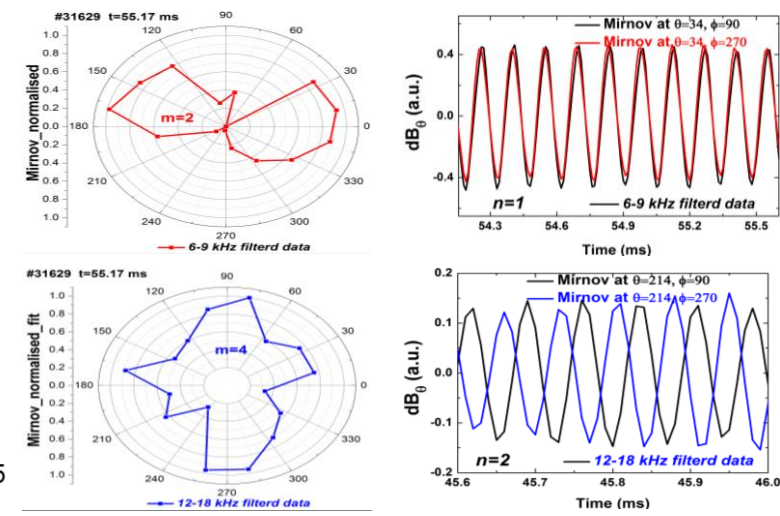 #31629 t=55.17 ms
90
120
60
150
30
180
0
210
330
240
300
270
1.0
0.8
0.6
0.4
0.2
0.0
0.2
0.4
0.6
0.8
1.0
Mirnov_normalised
m=2
6-9 kHz filterd data
Mirnov at θ=34, ϕ=90
Mirnov at θ=34, ϕ=270
0.4
0.0
-0.4
dBθ (a.u.)
n=1
6-9 kHz filterd data
54.3 54.6 54.9 55.2 55.5
Time (ms)
#31629 t=55.17 ms
90
120
60
150
30
180
0
210
330
240
300
270
1.0
0.8
0.6
0.4
0.2
0.0
0.2
0.4
0.6
0.8
1.0
Mirnov_normalised_fit
m=4
12-18 kHz filterd data
5
Mirnov at θ=214, ϕ=90
Mirnov at θ=214, ϕ=270
0.2
0.1
0.0
-0.1
-0.2
dBθ (a.u.)
n=2
12-18 kHz filterd data
45.6 45.7 45.8 45.9 46.0
Time (ms)